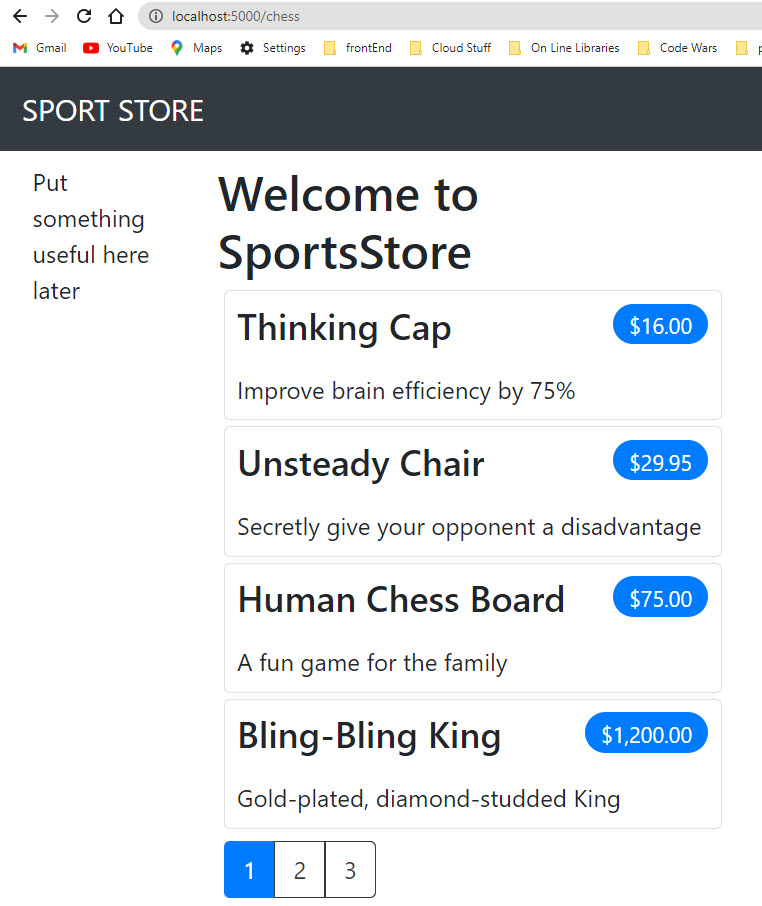 localhost:5000/chess
Gmail YouTube Maps Settings frontEnd Cloud Stuff On Line Libraries Code Wars p
SPORT STORE
Put
something
useful here
later
Welcome to
SportsStore
Thinking Cap $16.00
Improve brain efficiency by 75%
Unsteady Chair $29.95
Secretly give your opponent a disadvantage
Human Chess Board $75.00
A fun game for the family
Bling-Bling King $1,200.00
Gold-plated, diamond-studded King
1 2 3